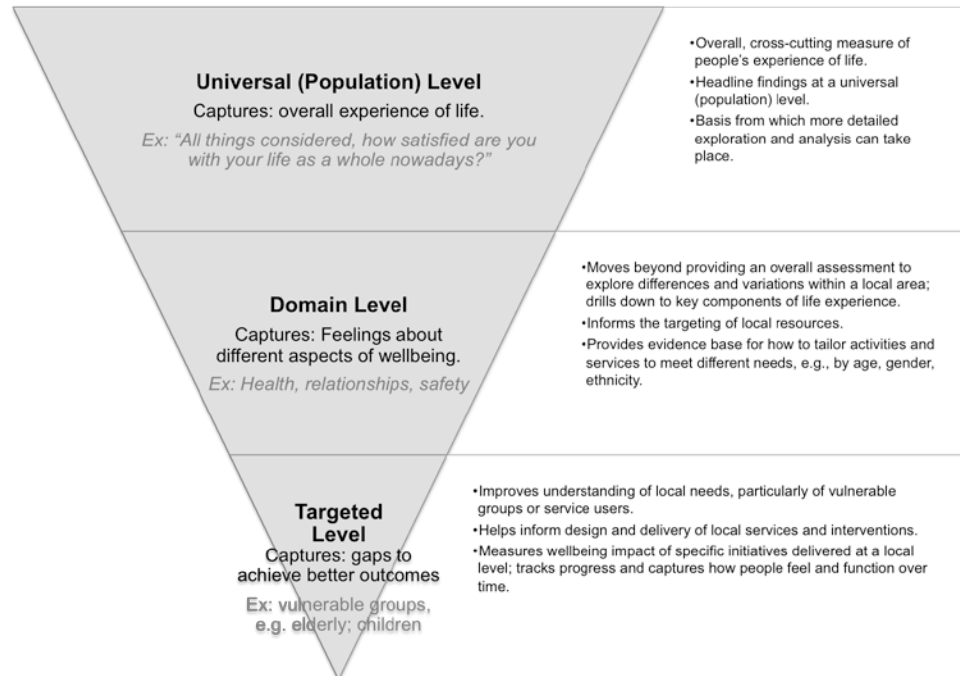 Universal (Population) Level
Captures: overall experience of life.
Ex: “All things considered, how satisfied are you
with your life as a whole nowadays?”
•Overall, cross-cutting measure of
people’s experience of life.
•Headline findings at a universal
(population) level.
•Basis from which more detailed
exploration and analysis can take
place.
Domain Level
Captures: Feelings about
different aspects of wellbeing.
Ex: Health, relationships, safety
•Moves beyond providing an overall assessment to
explore differences and variations within a local area;
drills down to key components of life experience.
•Informs the targeting of local resources.
•Provides evidence base for how to tailor activities and
services to meet different needs, e.g., by age, gender,
ethnicity.
Targeted
Level
Captures: gaps to
achieve better outcomes
Ex: vulnerable groups,
e.g. elderly; children
•Improves understanding of local needs, particularly of vulnerable
groups or service users.
•Helps inform design and delivery of local services and interventions.
•Measures wellbeing impact of specific initiatives delivered at a local
level; tracks progress and captures how people feel and function over
time.